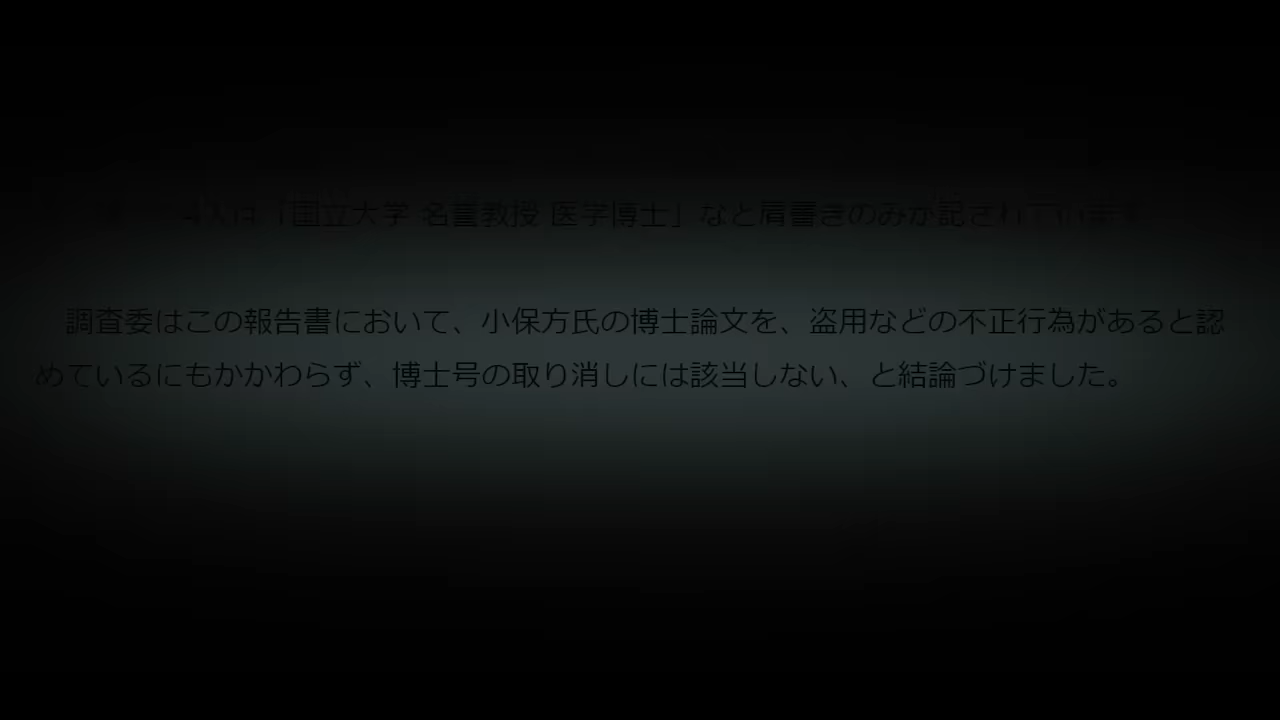 4人は「国立大学 名誉教授 医学博士」など肩書きのみが記されています
調査委はこの報告書において、小保方氏の博士論文を、盗用などの不正行為があると認
めているにもかかわらず、博士号の取り消しには該当しない、と結論づけました。